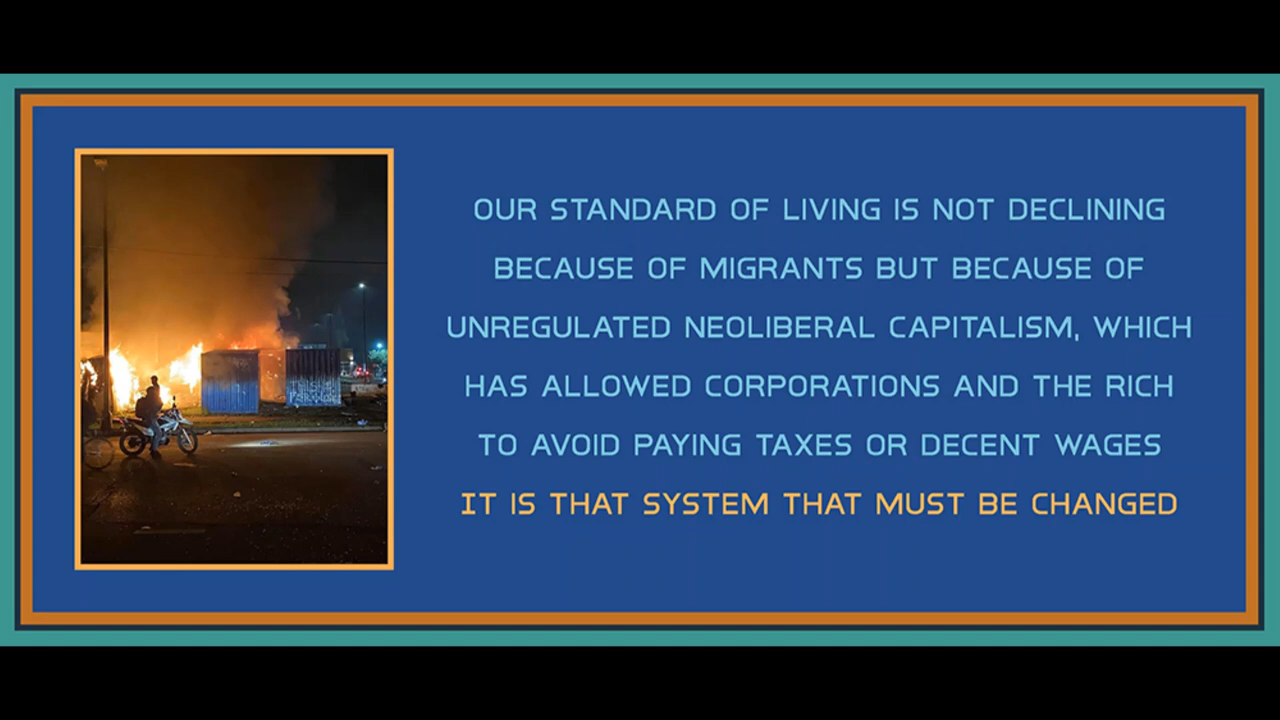 OUR STANDARD OF LIVING IS NOT DECLINING
BECAUSE OF MIGRANTS BUT BECAUSE OF
UNREGULATED NEOLIBERAL CAPITALISM, WHICH
HAS ALLOWED CORPORATIONS AND THE RICH
TO AVOID PAYING TAXES OR DECENT WAGES
IT IS THAT SYSTEM THAT MUST BE CHANGED